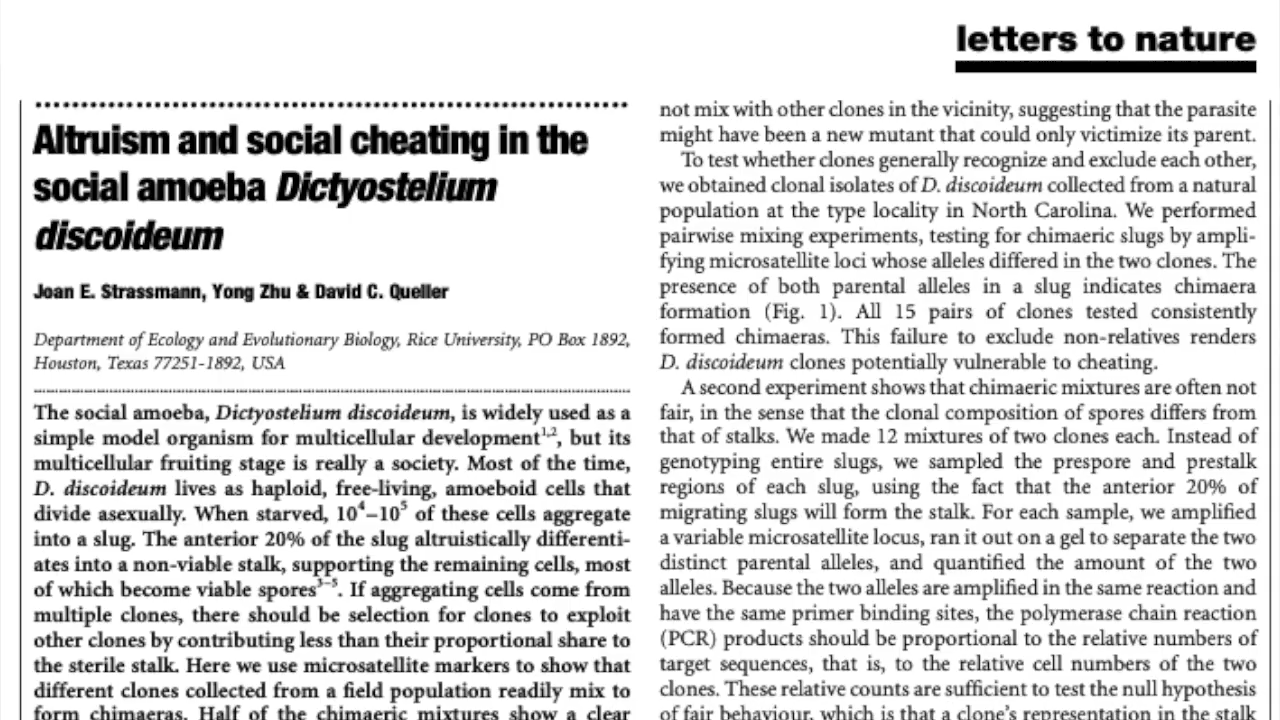 letters to nature
Altruism and social cheating in the
social amoeba Dictyostelium
discoideum
Joan E. Strassmann, Yong Zhu & David C. Queller
Department of Ecology and Evolutionary Biology, Rice University, PO Box 1892,
Houston, Texas 77251-1892, USA
The social amoeba, Dictyostelium discoideum, is widely used as a
simple model organism for multicellular development1,2, but its
multicellular fruiting stage is really a society. Most of the time,
D. discoideum lives as haploid, free-living, amoeboid cells that
divide asexually. When starved, 10⁴–10⁵ of these cells aggregate
into a slug. The anterior 20% of the slug altruistically differenti-
ates into a non-viable stalk, supporting the remaining cells, most
of which become viable spores3–5. If aggregating cells come from
multiple clones, there should be selection for clones to exploit
other clones by contributing less than their proportional share to
the sterile stalk. Here we use microsatellite markers to show that
different clones collected from a field population readily mix to
form chimaeras. Half of the chimaeric mixtures show a clear
not mix with other clones in the vicinity, suggesting that the parasite
might have been a new mutant that could only victimize its parent.
To test whether clones generally recognize and exclude each other,
we obtained clonal isolates of D. discoideum collected from a natural
population at the type locality in North Carolina. We performed
pairwise mixing experiments, testing for chimaeric slugs by ampli-
fying microsatellite loci whose alleles differed in the two clones. The
presence of both parental alleles in a slug indicates chimaera
formation (Fig. 1). All 15 pairs of clones tested consistently
formed chimaeras. This failure to exclude non-relatives renders
D. discoideum clones potentially vulnerable to cheating.
A second experiment shows that chimaeric mixtures are often not
fair, in the sense that the clonal composition of spores differs from
that of stalks. We made 12 mixtures of two clones each. Instead of
genotyping entire slugs, we sampled the prespore and prestalk
regions of each slug, using the fact that the anterior 20% of
migrating slugs will form the stalk. For each sample, we amplified
a variable microsatellite locus, ran it out on a gel to separate the two
distinct parental alleles, and quantified the amount of the two
alleles. Because the two alleles are amplified in the same reaction and
have the same primer binding sites, the polymerase chain reaction
(PCR) products should be proportional to the relative numbers of
target sequences, that is, to the relative cell numbers of the two
clones. These relative counts are sufficient to test the null hypothesis
of fair behaviour, which is that a clone's representation in the stalk